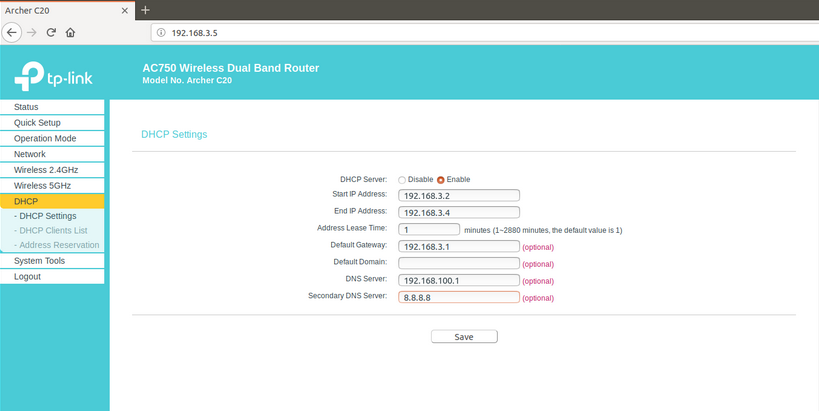 Archer C20
192.168.3.5
tp-link
AC750 Wireless Dual Band Router
Model No. Archer C20
Status
Quick Setup
Operation Mode
Network
Wireless 2.4GHz
Wireless 5GHz
DHCP
- DHCP Settings
- DHCP Clients List
- Address Reservation
System Tools
Logout
DHCP Settings
DHCP Server: Disable Enable
Start IP Address: 192.168.3.2
End IP Address: 192.168.3.4
Address Lease Time: 1 minutes (1~2880 minutes, the default value is 1)
Default Gateway: 192.168.3.1 (optional)
Default Domain: (optional)
DNS Server: 192.168.100.1 (optional)
Secondary DNS Server: 8.8.8.8 (optional)
Save